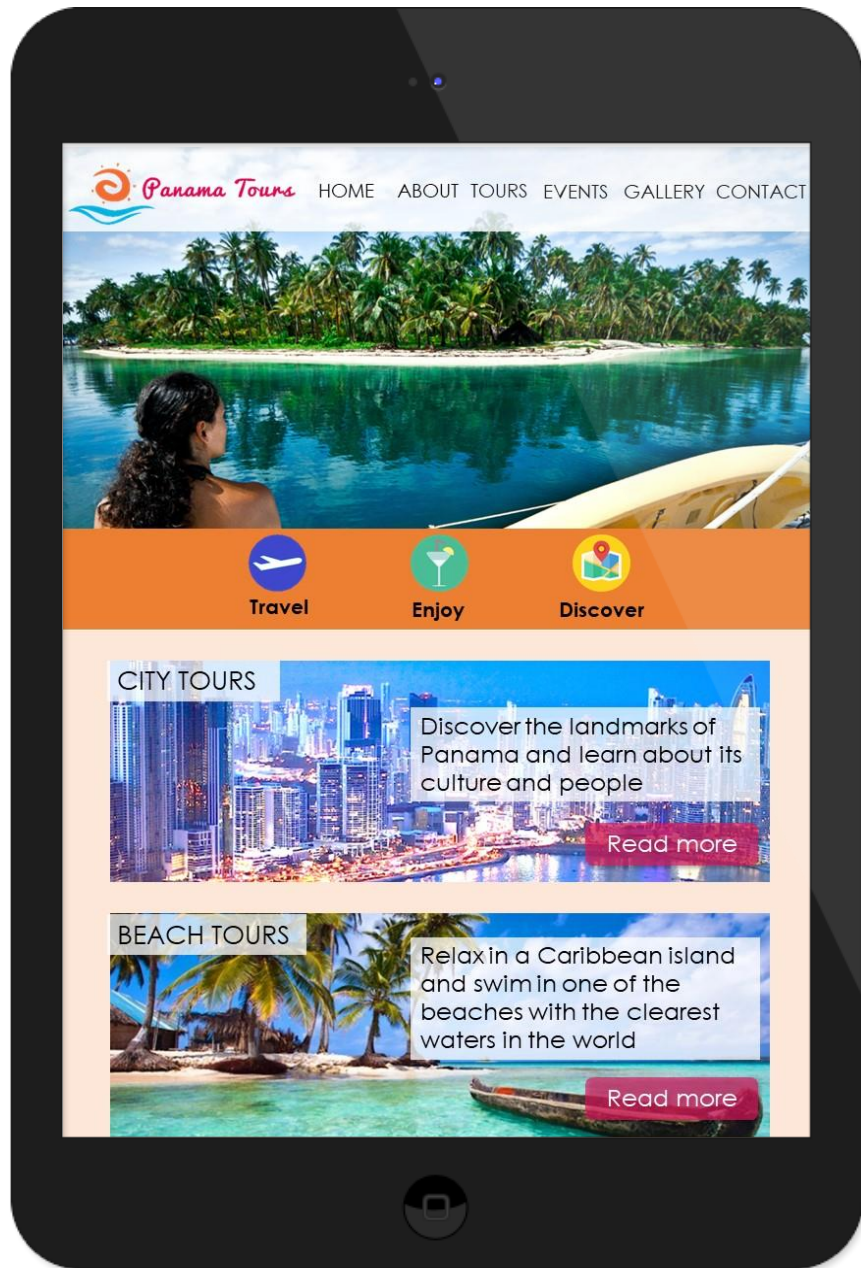 Panama Tours HOME ABOUT TOURS EVENTS GALLERY CONTACT
Travel Enjoy Discover
CITY TOURS
Discover the landmarks of
Panama and learn about its
culture and people
Read more
BEACH TOURS
Relax in a Caribbean island
and swim in one of the
beaches with the clearest
waters in the world
Read more